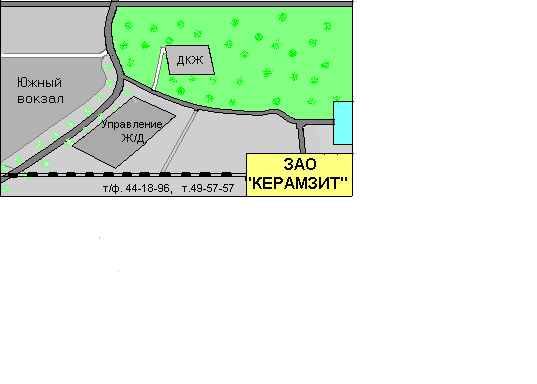 ДКЖ
Южный
вокзал
Управление
Ж/Д,
ЗАО
"КЕРАМЗИТ"
т/ф. 44-18-96, т.49-57-57